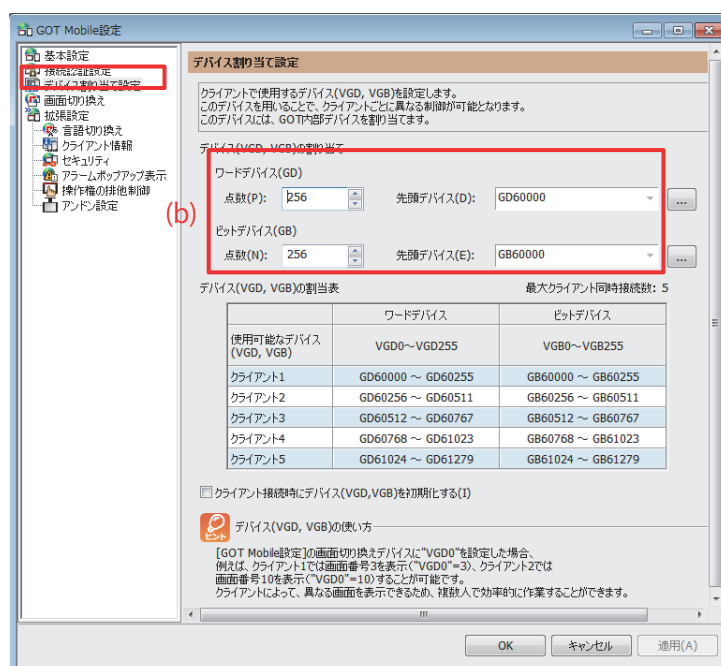 GOT Mobile設定
基本設定
接続認証設定
デバイス割り当て設定
画面切り換え
拡張設定
言語切り換え
クライアント情報
セキュリティ
アラームポップアップ表示
操作権の排他制御
アンドン設定
(b)
デバイス割り当て設定
クライアントで使用するデバイス(VGD, VGB)を設定します。
このデバイスを用いることで、クライアントごとに異なる制御が可能となります。
このデバイスには、GOT内部デバイスを割り当てます。
デバイス(VGD, VGB)の割り当て
ワードデバイス(GD)
点数(P): 256 先頭デバイス(D): GD60000 ...
ビットデバイス(GB)
点数(N): 256 先頭デバイス(E): GB60000 ...
デバイス(VGD, VGB)の割当表 最大クライアント同時接続数: 5
ワードデバイス ビットデバイス
使用可能なデバイス
(VGD, VGB) VGD0～VGD255 VGB0～VGB255
クライアント1 GD60000 ～ GD60255 GB60000 ～ GB60255
クライアント2 GD60256 ～ GD60511 GB60256 ～ GB60511
クライアント3 GD60512 ～ GD60767 GB60512 ～ GB60767
クライアント4 GD60768 ～ GD61023 GB60768 ～ GB61023
クライアント5 GD61024 ～ GD61279 GB61024 ～ GB61279
クライアント接続時にデバイス(VGD,VGB)を初期化する(I)
ヒント
デバイス(VGD, VGB)の使い方
[GOT Mobile設定]の画面切り換えデバイスに"VGD0"を設定した場合、
例えば、クライアント1では画面番号3を表示("VGD0"=3)、クライアント2では
画面番号10を表示("VGD0"=10)することが可能です。
クライアントによって、異なる画面を表示できるため、複数人で効率的に作業することができます。
OK キャンセル 適用(A)